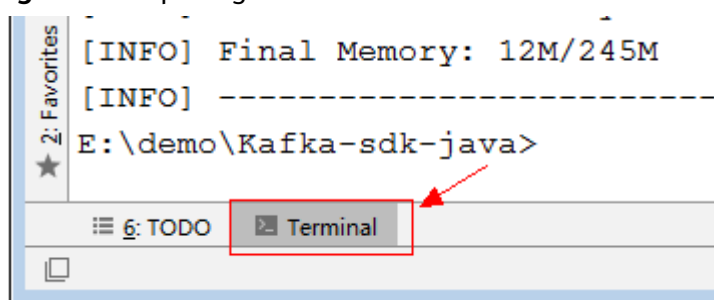 [INFO] Final Memory: 12M/245M
[INFO] ----------------------------
E:\demo\Kafka-sdk-java>
2: Favorites
6: TODO Terminal